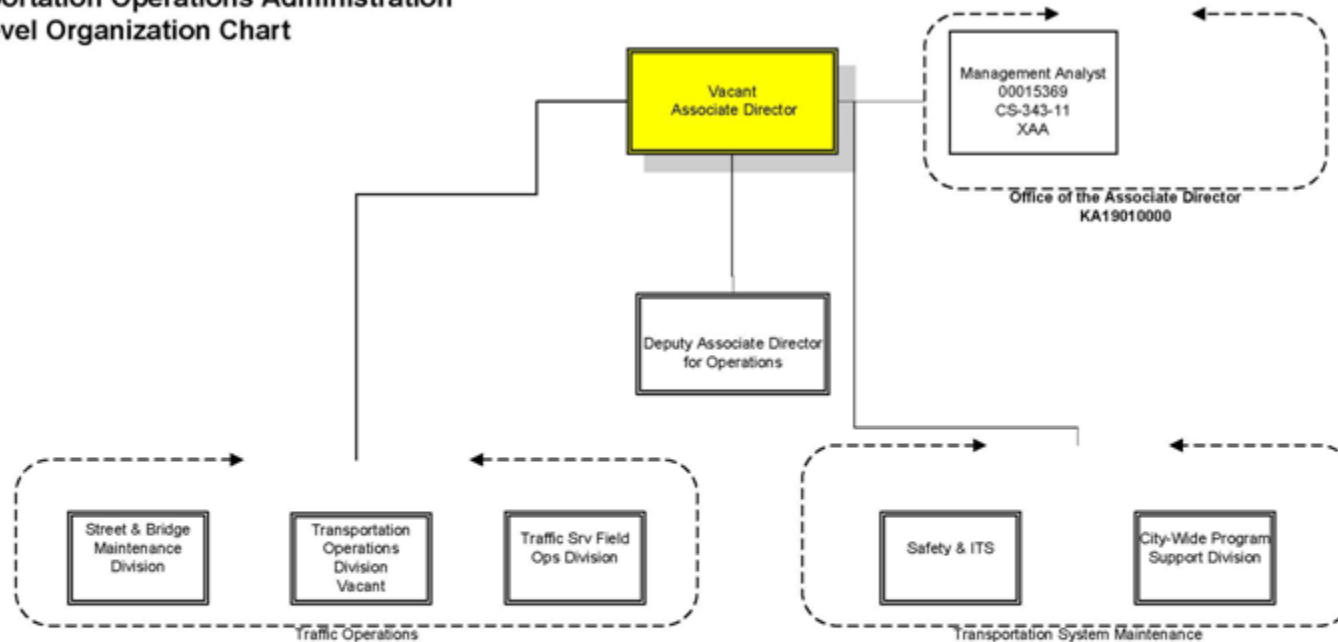 Operations Administration
Organization Chart
Vacant
Associate Director
Management Analyst
00015369
CS-343-11
XAA
Office of the Associate Director
KA19010000
Deputy Associate Director
for Operations
Street & Bridge
Maintenance
Division
Transportation
Operations
Division
Vacant
Traffic Srv Field
Ops Division
Traffic Operations
Safety & ITS
City-Wide Program
Support Division
Transportation System Maintenance